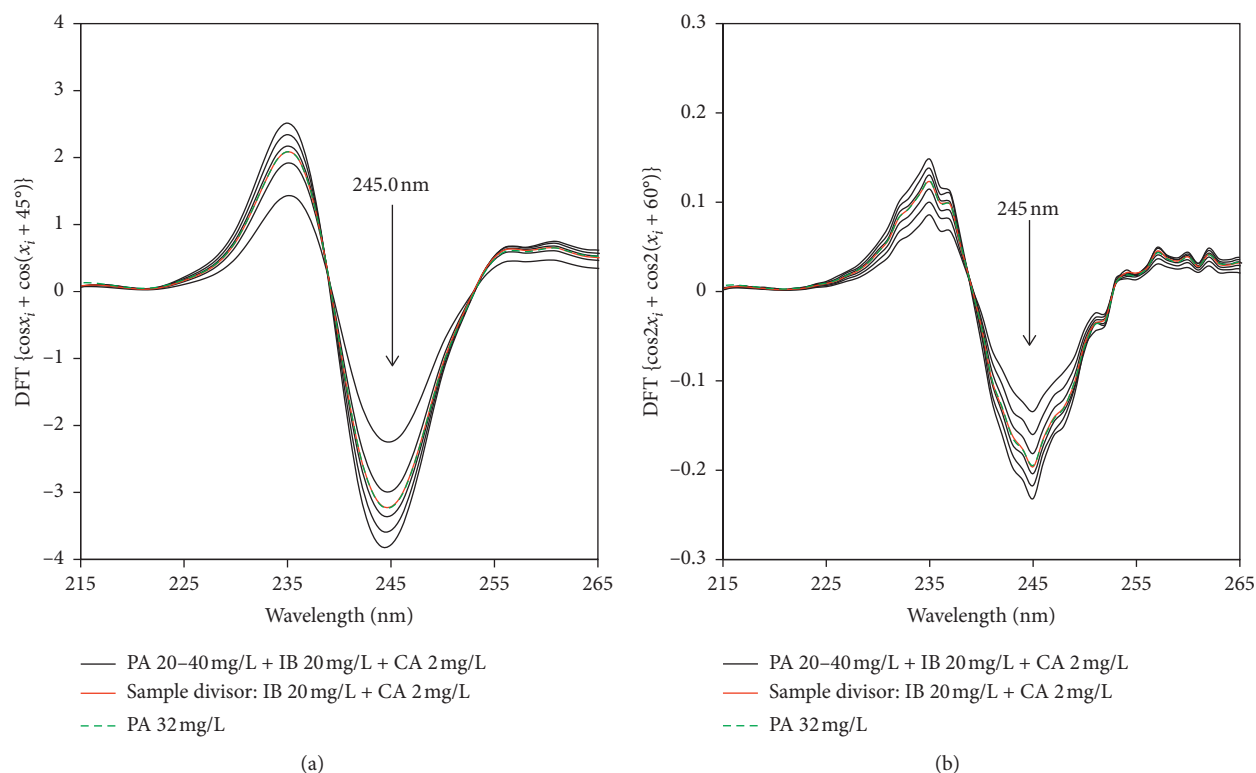 4
3
2
1
0
−1
−2
−3
−4
DFT {cosxi + cos(xi + 45°)}
245.0 nm
215 225 235 245 255 265
Wavelength (nm)
PA 20–40 mg/L + IB 20 mg/L + CA 2 mg/L
Sample divisor: IB 20 mg/L + CA 2 mg/L
PA 32 mg/L
(a)
0.3
0.2
0.1
0
−0.1
−0.2
−0.3
DFT {cos2xi + cos2(xi + 60°)}
245 nm
215 225 235 245 255 265
Wavelength (nm)
PA 20–40 mg/L + IB 20 mg/L + CA 2 mg/L
Sample divisor: IB 20 mg/L + CA 2 mg/L
PA 32 mg/L
(b)